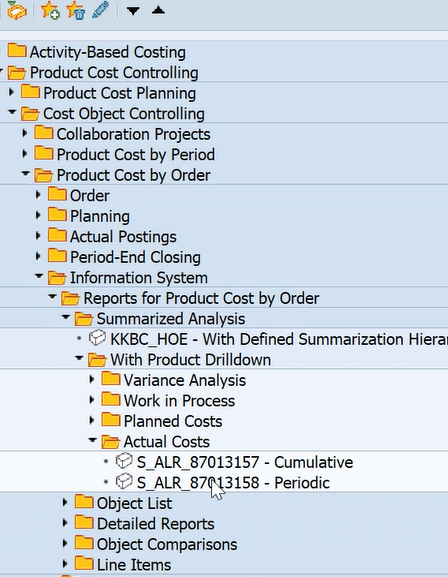 Activity-Based Costing
Product Cost Controlling
Product Cost Planning
Cost Object Controlling
Collaboration Projects
Product Cost by Period
Product Cost by Order
Order
Planning
Actual Postings
Period-End Closing
Information System
Reports for Product Cost by Order
Summarized Analysis
KKBC_HOE - With Defined Summarization Hierar
With Product Drilldown
Variance Analysis
Work in Process
Planned Costs
Actual Costs
S_ALR_87013157 - Cumulative
S_ALR_87013158 - Periodic
Object List
Detailed Reports
Object Comparisons
Line Items